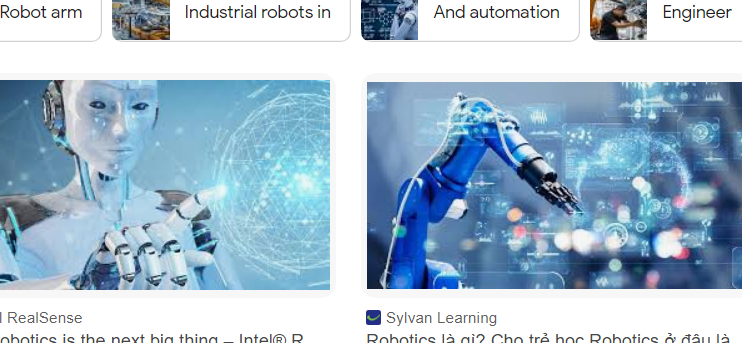 Robot arm
Industrial robots in
And automation
Engineer
RealSense
Sylvan Learning
obotics is the next big thing – Intel® R
Robotics là gì? Cho trẻ học Robotics ở đâu là